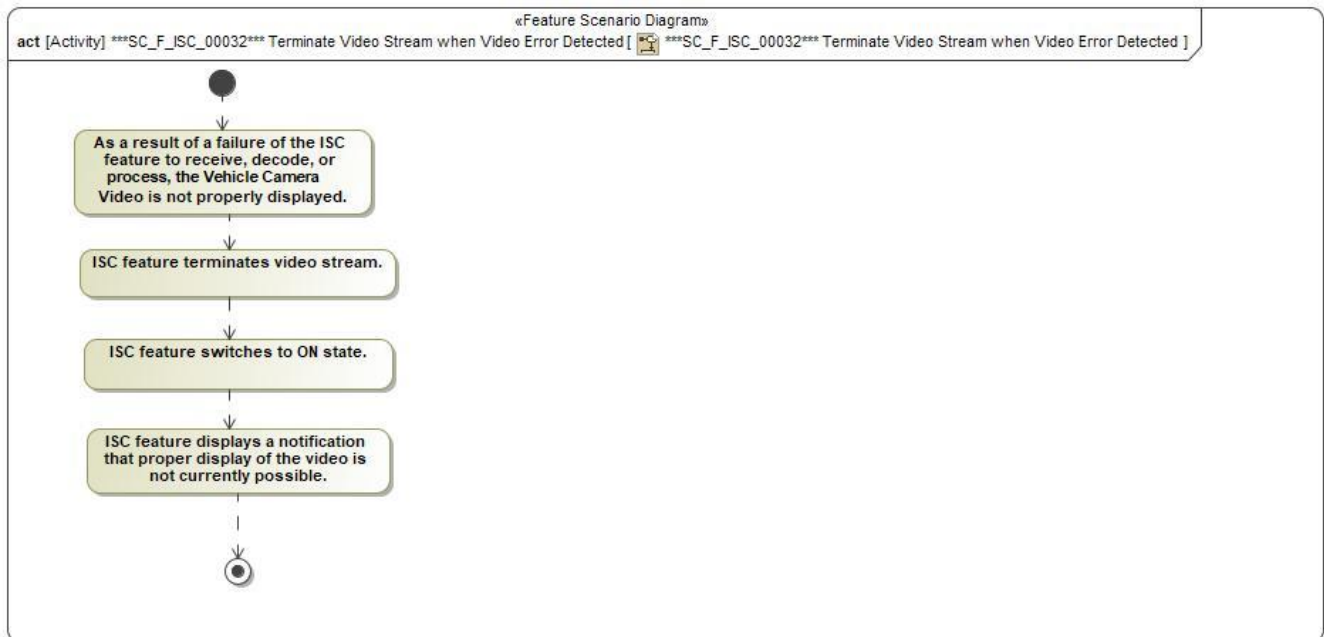 «Feature Scenario Diagram»
act [Activity] ***SC_F_ISC_00032*** Terminate Video Stream when Video Error Detected [ ***SC_F_ISC_00032*** Terminate Video Stream when Video Error Detected ]
As a result of a failure of the ISC
feature to receive, decode, or
process, the Vehicle Camera
Video is not properly displayed.
ISC feature terminates video stream.
ISC feature switches to ON state.
ISC feature displays a notification
that proper display of the video is
not currently possible.